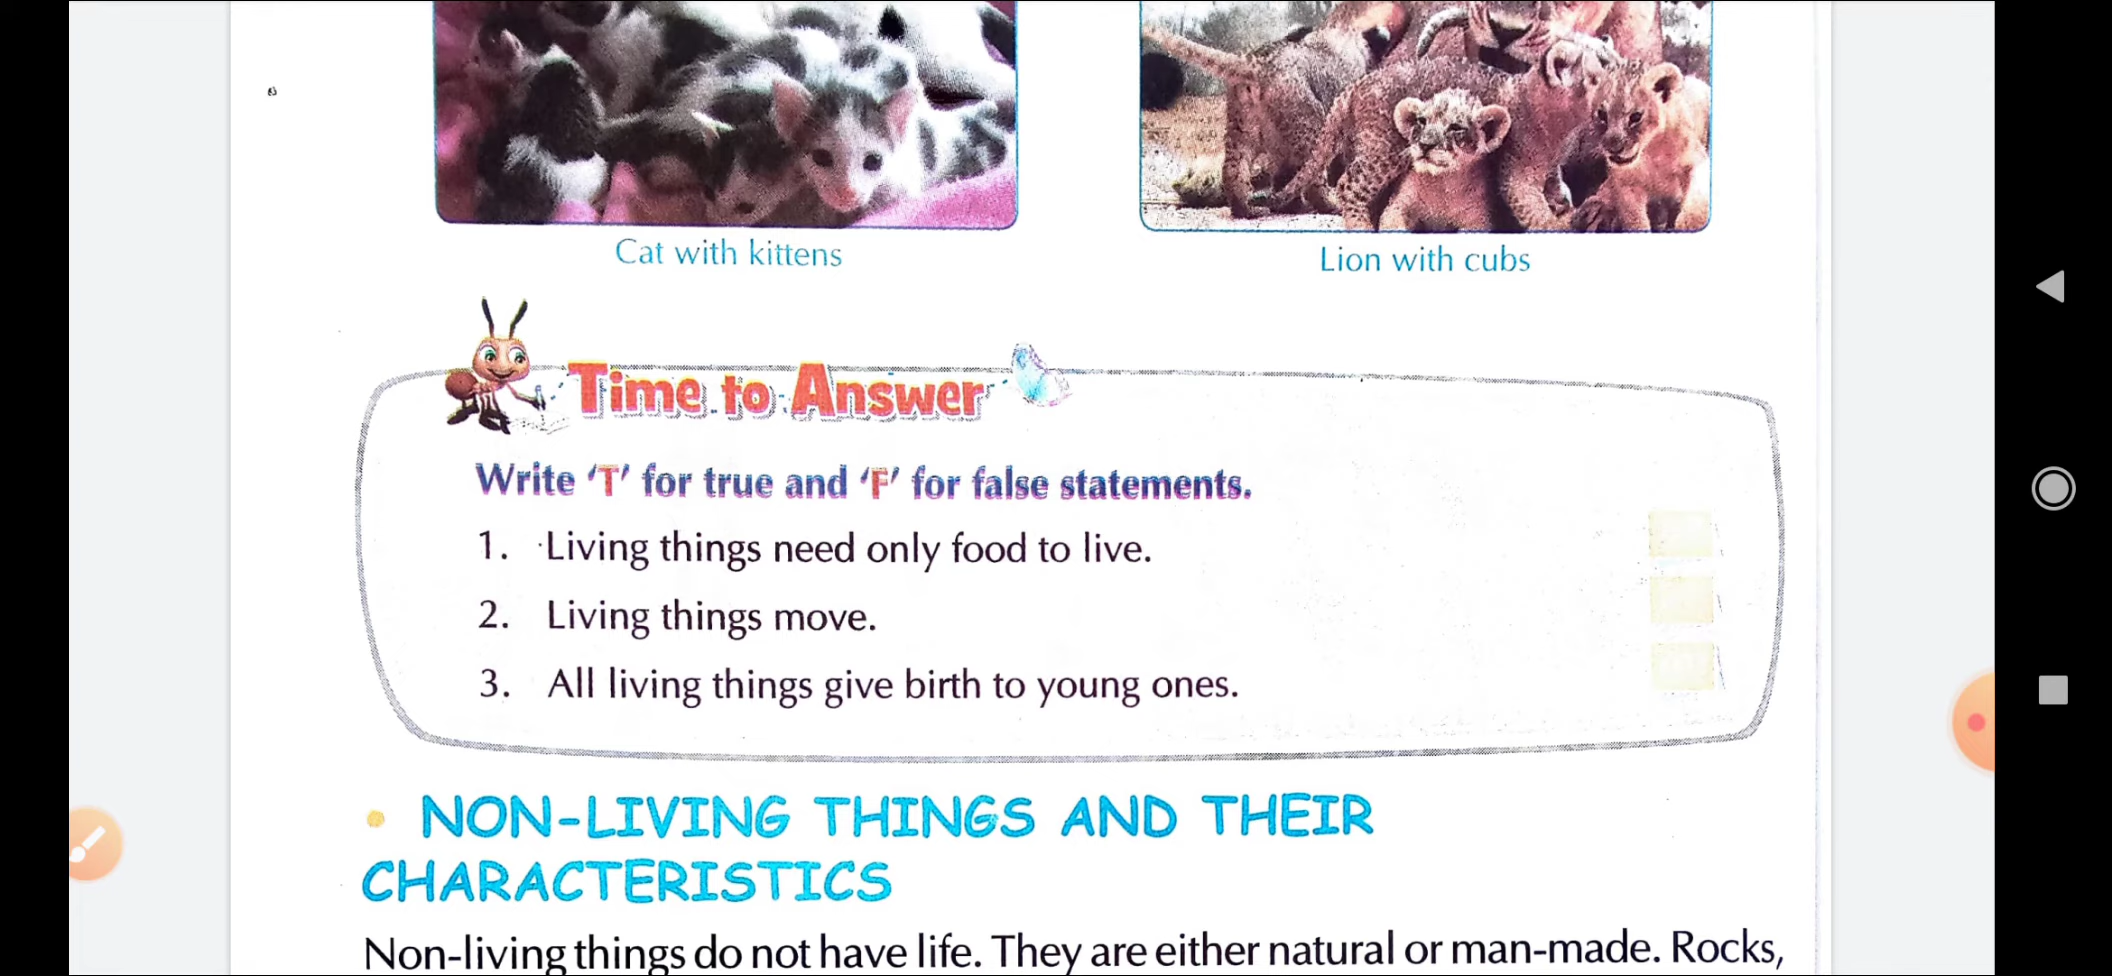 Cat with kittens
Lion with cubs
Time to Answer
Write ‘T’ for true and ‘F’ for false statements.
1. Living things need only food to live.
2. Living things move.
3. All living things give birth to young ones.
• NON-LIVING THINGS AND THEIR
CHARACTERISTICS
Non-living things do not have life. They are either natural or man-made. Rocks,